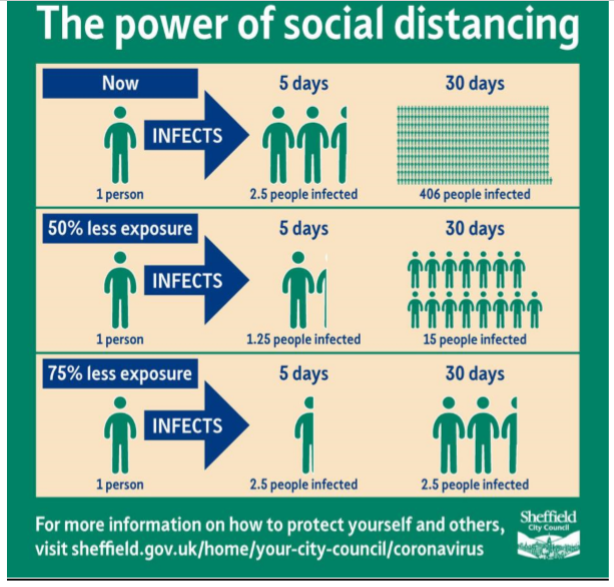 The power of social distancing
Now 5 days 30 days
INFECTS
1 person 2.5 people infected 406 people infected
50% less exposure 5 days 30 days
INFECTS
1 person 1.25 people infected 15 people infected
75% less exposure 5 days 30 days
INFECTS
1 person 2.5 people infected 2.5 people infected
For more information on how to protect yourself and others,
visit sheffield.gov.uk/home/your-city-council/coronavirus
Sheffield
City Council